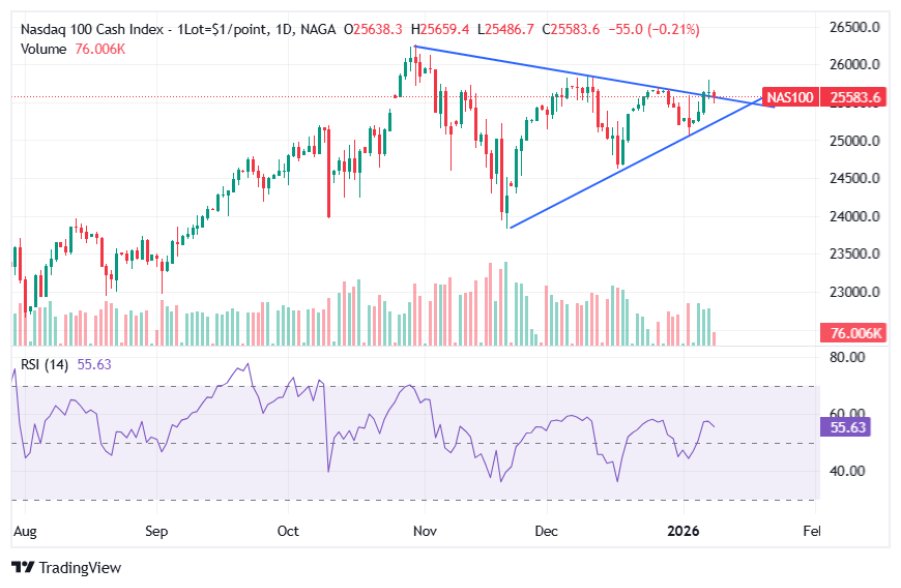 Nasdaq 100 Cash Index - 1Lot=$1/point, 1D, NAGA O25638.3 H25659.4 L25486.7 C25583.6 −55.0 (−0.21%)
Volume 76.006K
26500.0
26000.0
NAS100 25583.6
25000.0
24500.0
24000.0
23500.0
23000.0
76.006K
RSI (14) 55.63
80.00
60.00
55.63
40.00
Aug Sep Oct Nov Dec 2026 Fel
TradingView